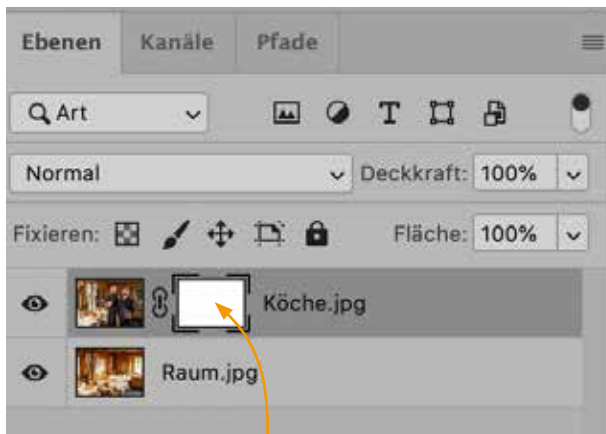 Ebenen Kanäle Pfade
Art
Normal Deckkraft: 100%
Fixieren: Fläche: 100%
Köche.jpg
Raum.jpg